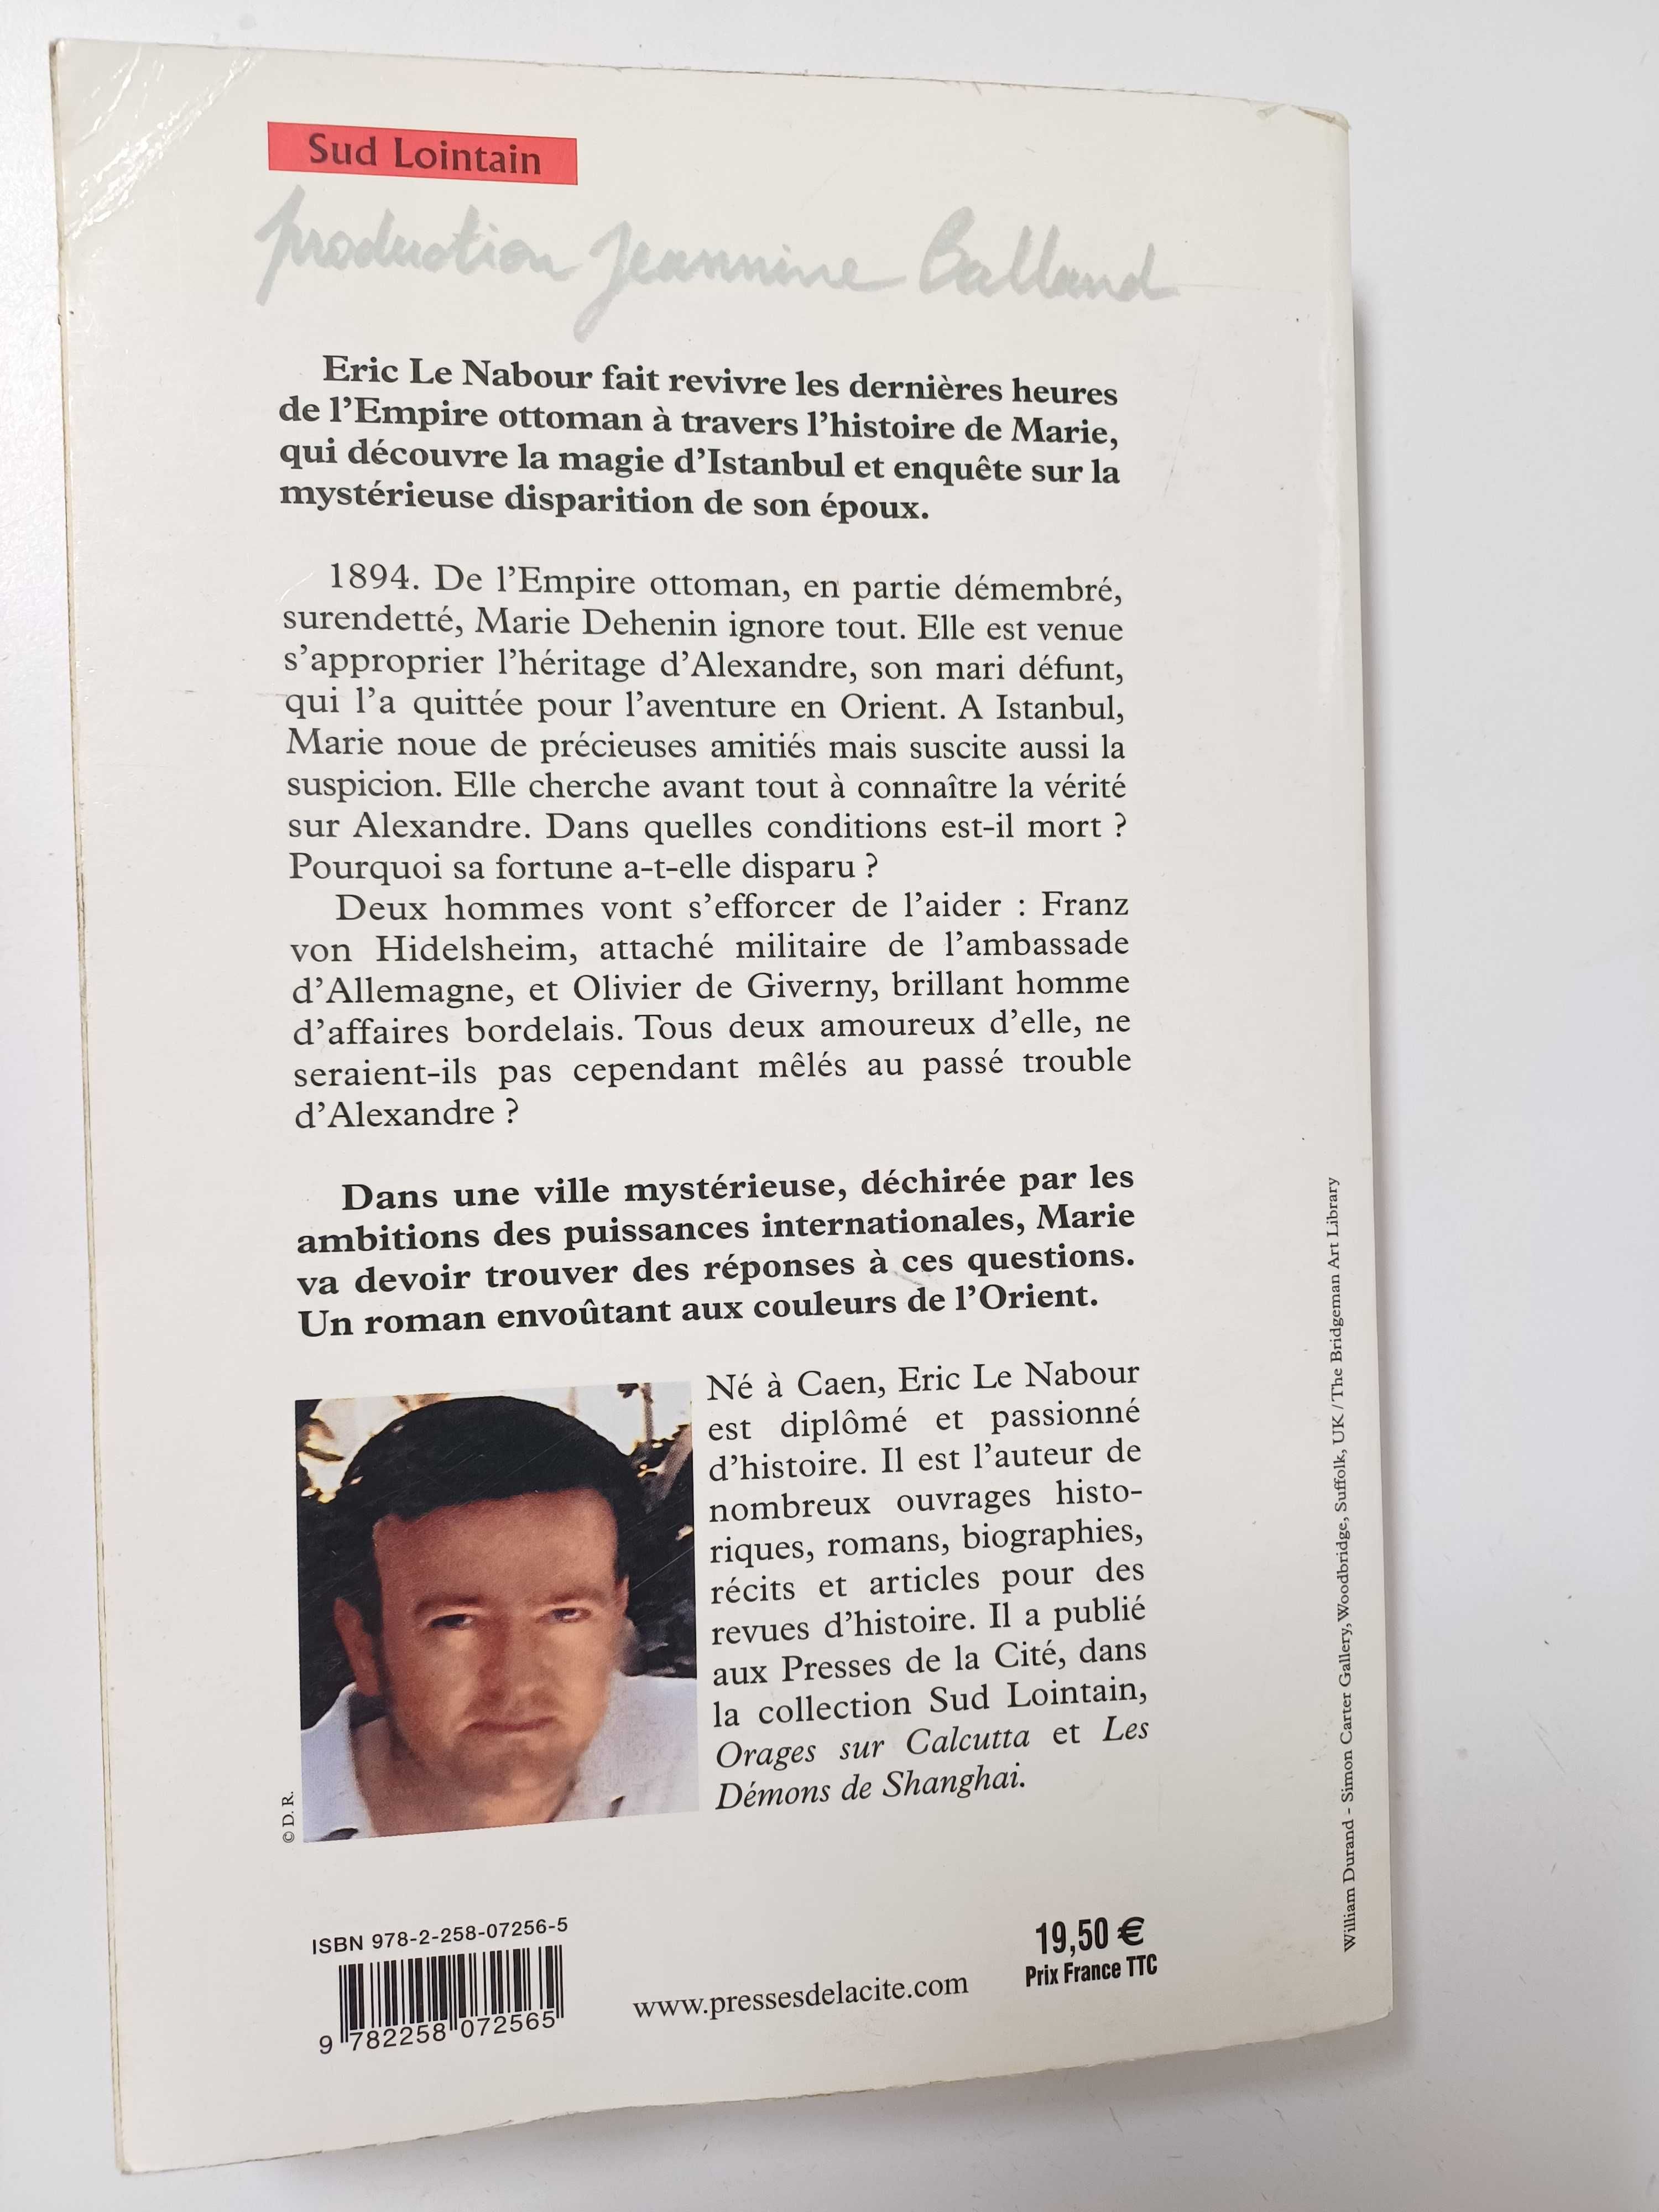 Sud Lointain
production Jeannine Balland
Eric Le Nabour fait revivre les dernières heures
de l'Empire ottoman à travers l'histoire de Marie,
qui découvre la magie d'Istanbul et enquête sur la
mystérieuse disparition de son époux.
1894. De l'Empire ottoman, en partie démembré,
surendetté, Marie Dehenin ignore tout. Elle est venue
s'approprier l'héritage d'Alexandre, son mari défunt,
qui l'a quittée pour l'aventure en Orient. A Istanbul,
Marie noue de précieuses amitiés mais suscite aussi la
suspicion. Elle cherche avant tout à connaître la vérité
sur Alexandre. Dans quelles conditions est-il mort ?
Pourquoi sa fortune a-t-elle disparu ?
Deux hommes vont s'efforcer de l'aider : Franz
von Hidelsheim, attaché militaire de l'ambassade
d'Allemagne, et Olivier de Giverny, brillant homme
d'affaires bordelais. Tous deux amoureux d'elle, ne
seraient-ils pas cependant mêlés au passé trouble
d'Alexandre ?
Dans une ville mystérieuse, déchirée par les
ambitions des puissances internationales, Marie
va devoir trouver des réponses à ces questions.
Un roman envoûtant aux couleurs de l'Orient.
Né à Caen, Eric Le Nabour
est diplômé et passionné
d'histoire. Il est l'auteur de
nombreux ouvrages histo-
riques, romans, biographies,
récits et articles pour des
revues d'histoire. Il a publié
aux Presses de la Cité, dans
la collection Sud Lointain,
Orages sur Calcutta et Les
Démons de Shanghai.
© D. R.
ISBN 978-2-258-07256-5
9 782258 072565
www.pressesdelacite.com
19,50 €
Prix France TTC
William Durand - Simon Carter Gallery, Woodbridge, Suffolk, UK / The Bridgeman Art Library